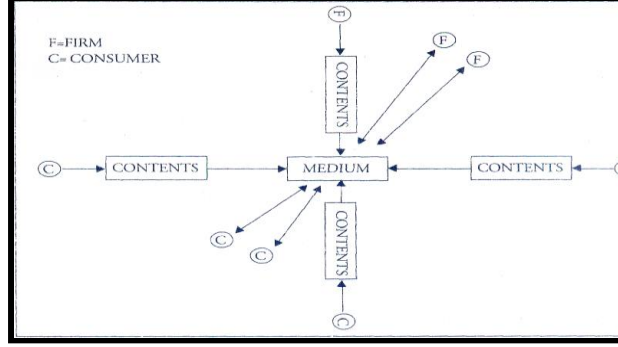 F
F=FIRM
C= CONSUMER
F
F
CONTENTS
C
CONTENTS
MEDIUM
CONTENTS
CONTENTS
C
C
C